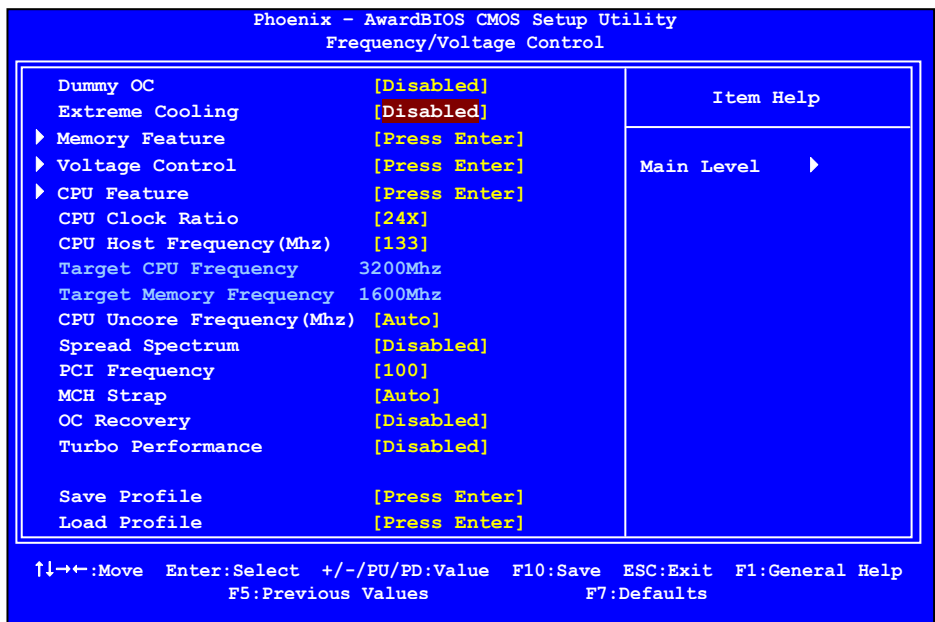 Phoenix – AwardBIOS CMOS Setup Utility
Frequency/Voltage Control
Dummy OC [Disabled]
Extreme Cooling [Disabled]
Memory Feature [Press Enter]
Voltage Control [Press Enter]
CPU Feature [Press Enter]
CPU Clock Ratio [24X]
CPU Host Frequency(Mhz) [133]
Target CPU Frequency 3200Mhz
Target Memory Frequency 1600Mhz
CPU Uncore Frequency(Mhz) [Auto]
Spread Spectrum [Disabled]
PCI Frequency [100]
MCH Strap [Auto]
OC Recovery [Disabled]
Turbo Performance [Disabled]
Save Profile [Press Enter]
Load Profile [Press Enter]
Item Help
Main Level
↑↓→←:Move Enter:Select +/-/PU/PD:Value F10:Save ESC:Exit F1:General Help
F5:Previous Values F7:Defaults